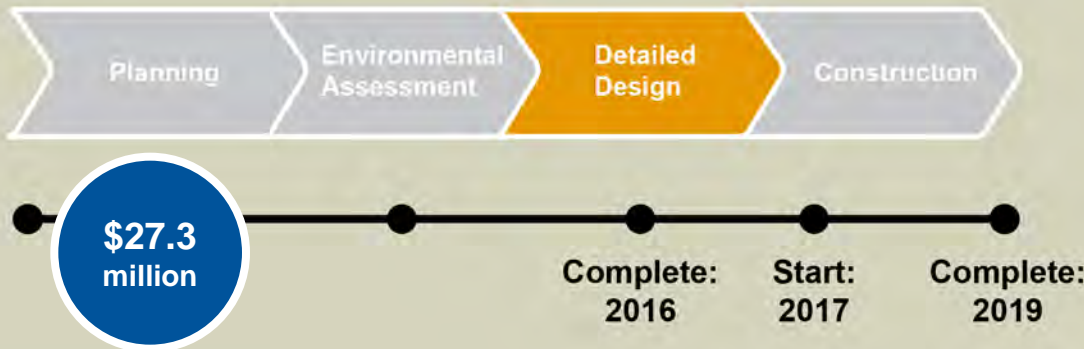 Planning
Environmental
Assessment
Detailed
Design
Construction
$27.3
million
Complete:
2016
Start:
2017
Complete:
2019